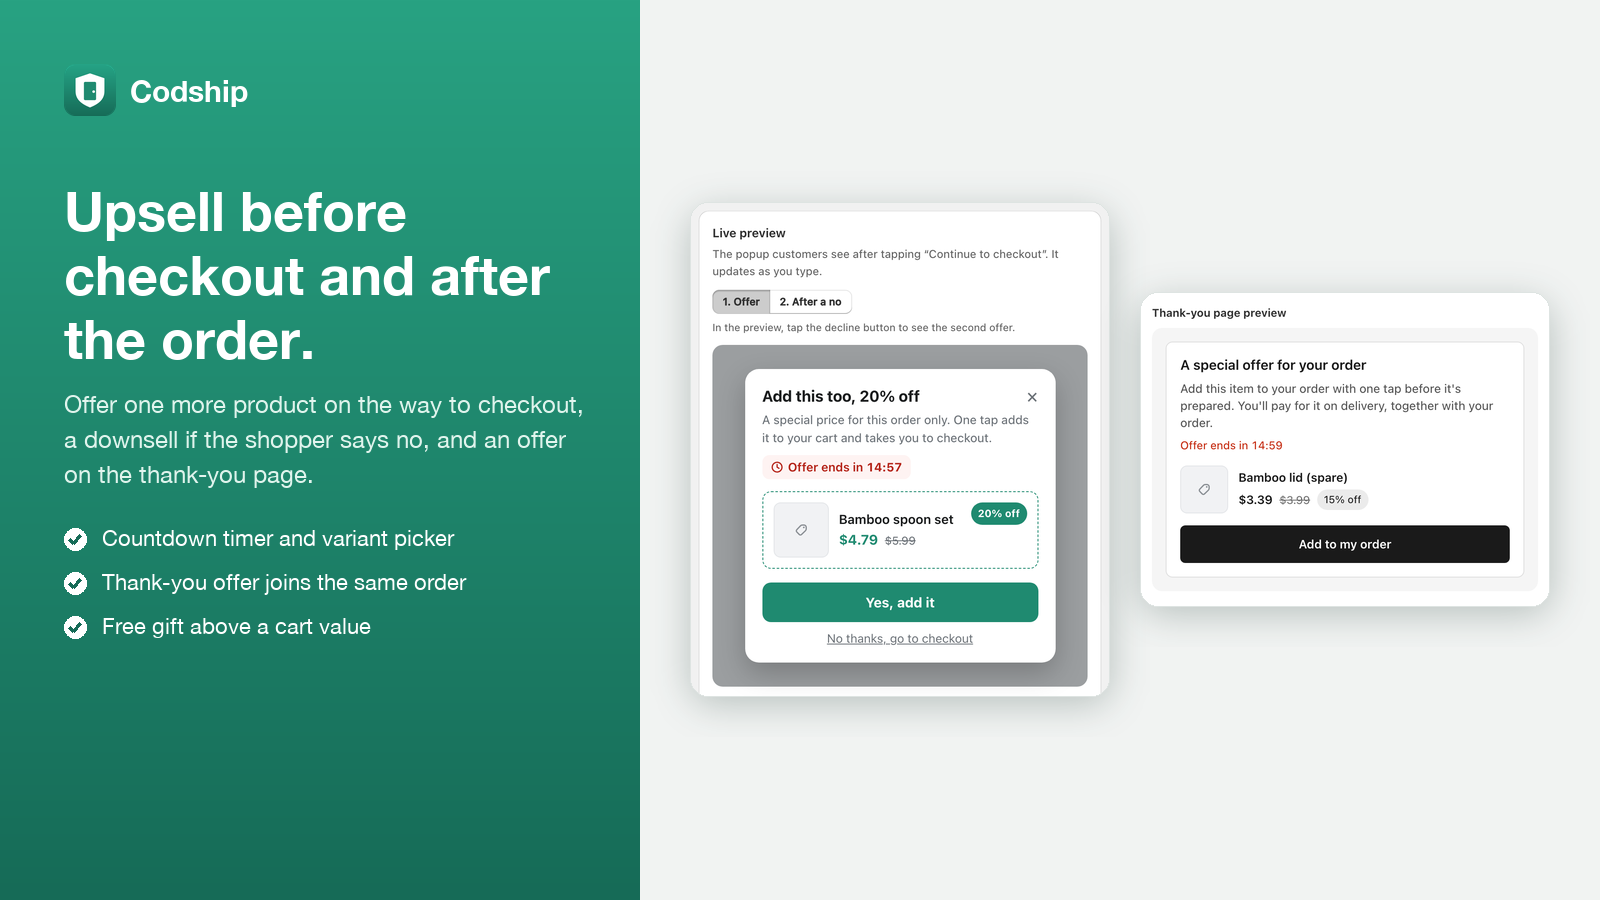 Codship
Upsell before
checkout and after
the order.
Offer one more product on the way to checkout,
a downsell if the shopper says no, and an offer
on the thank-you page.
Countdown timer and variant picker
Thank-you offer joins the same order
Free gift above a cart value
Live preview
The popup customers see after tapping “Continue to checkout”. It
updates as you type.
1. Offer
2. After a no
In the preview, tap the decline button to see the second offer.
Add this too, 20% off
A special price for this order only. One tap adds
it to your cart and takes you to checkout.
Offer ends in 14:57
Bamboo spoon set
20% off
$4.79 $5.99
Yes, add it
No thanks, go to checkout
Thank-you page preview
A special offer for your order
Add this item to your order with one tap before it's
prepared. You'll pay for it on delivery, together with your
order.
Offer ends in 14:59
Bamboo lid (spare)
$3.39 $3.99 15% off
Add to my order